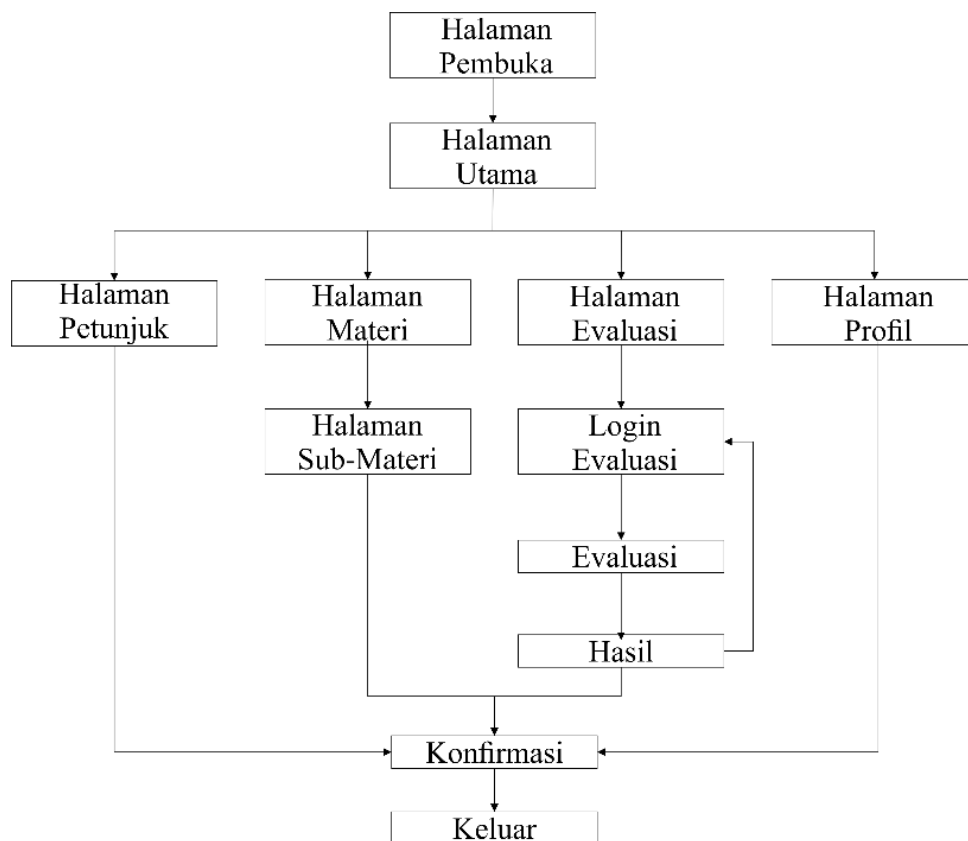 Halaman
Pembuka
Halaman
Utama
Halaman
Petunjuk
Halaman
Materi
Halaman
Evaluasi
Halaman
Profil
Halaman
Sub-Materi
Login
Evaluasi
Evaluasi
Hasil
Konfirmasi
Keluar